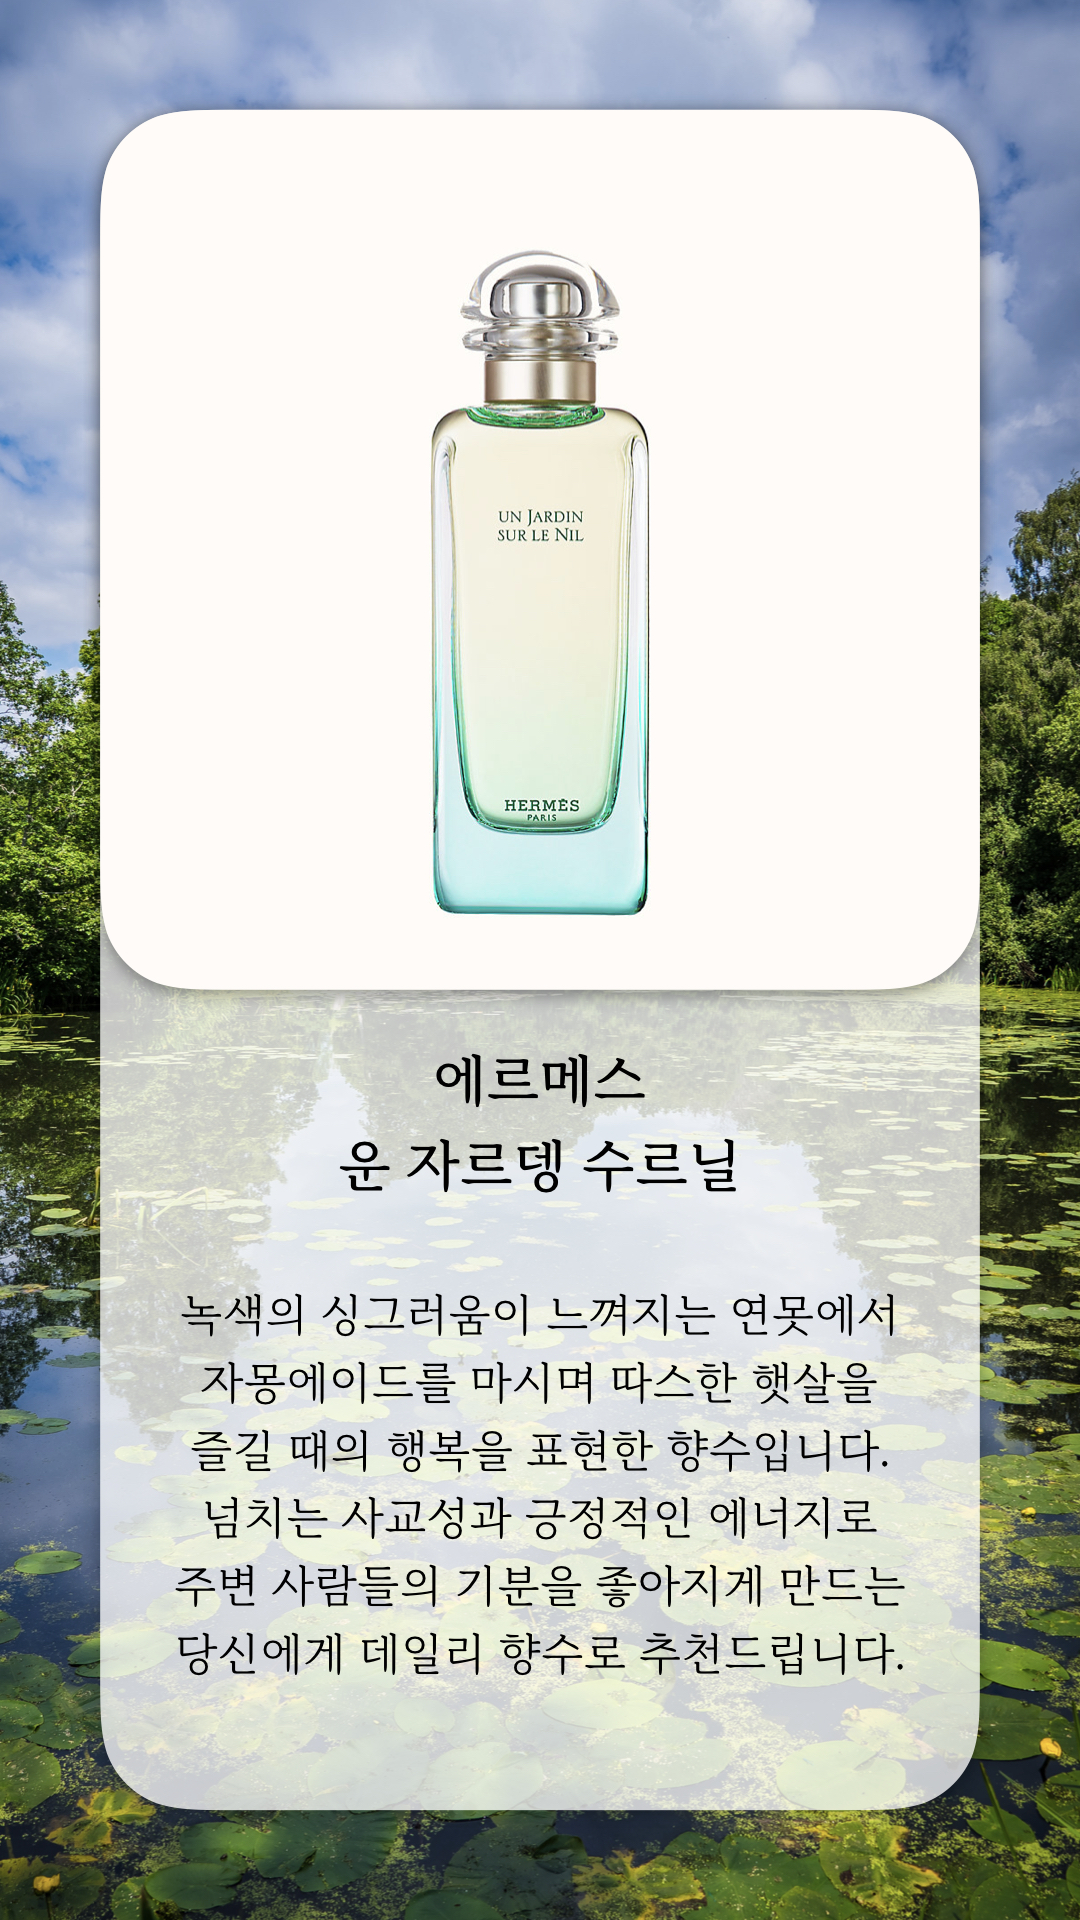 UN JARDIN
SUR LE NIL
HERMÈS
PARIS
에르메스
운 자르뎅 수르닐
녹색의 싱그러움이 느껴지는 연못에서
자몽에이드를 마시며 따스한 햇살을
즐길 때의 행복을 표현한 향수입니다.
넘치는 사교성과 긍정적인 에너지로
주변 사람들의 기분을 좋아지게 만드는
당신에게 데일리 향수로 추천드립니다.